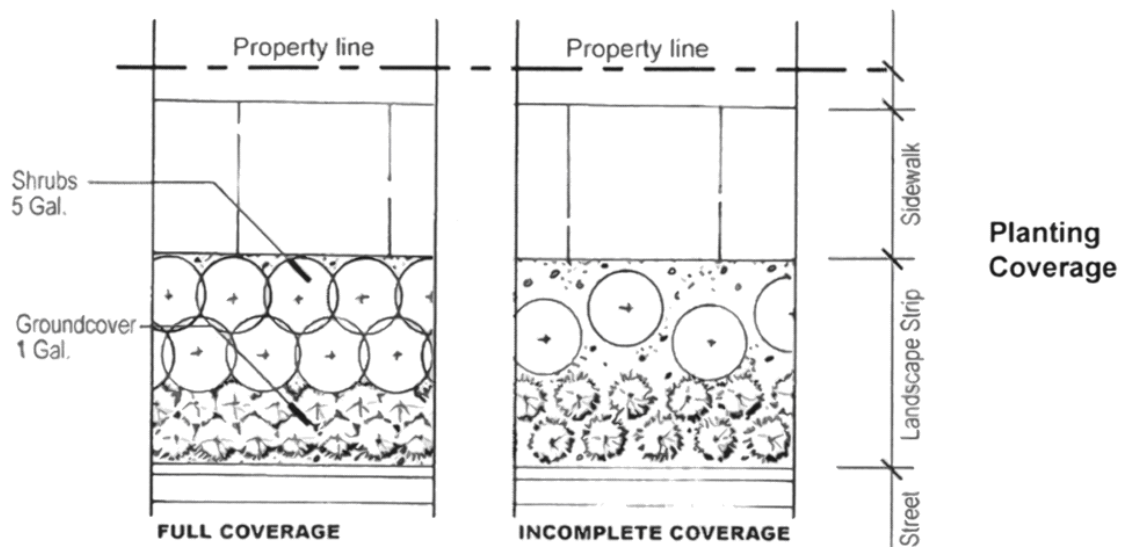 Property line
Property line
Shrubs
5 Gal.
Groundcover
1 Gal.
Sidewalk
Landscape Strip
Street
Planting
Coverage
FULL COVERAGE
INCOMPLETE COVERAGE